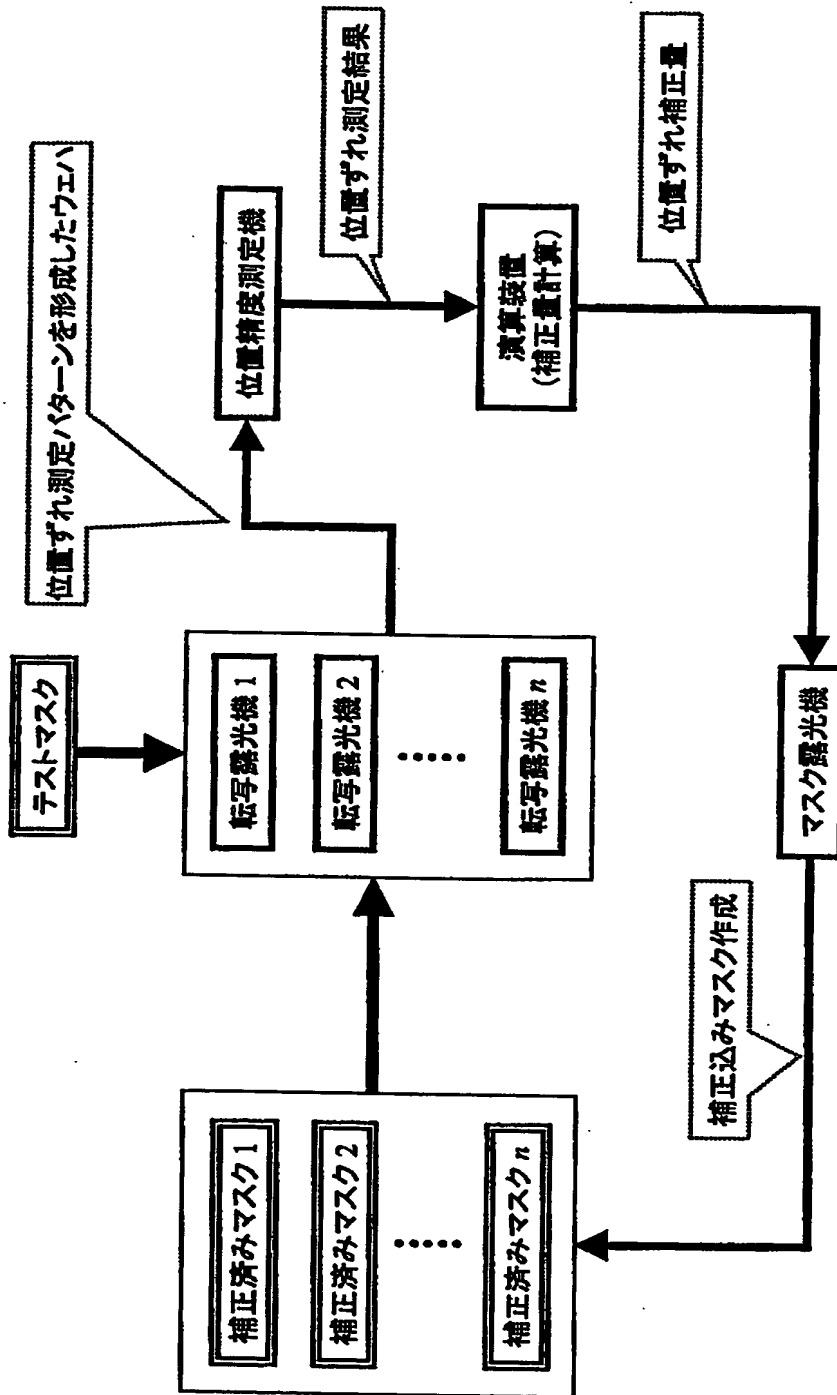 テストマスク
位置ずれ測定パターンを形成したウェハ
補正済みマスク1
補正済みマスク2
・・・・・
補正済みマスクn
転写露光機1
転写露光機2
・・・・・
転写露光機n
位置精度測定機
位置ずれ測定結果
演算装置
(補正量計算)
位置ずれ補正量
マスク露光機
補正込みマスク作成